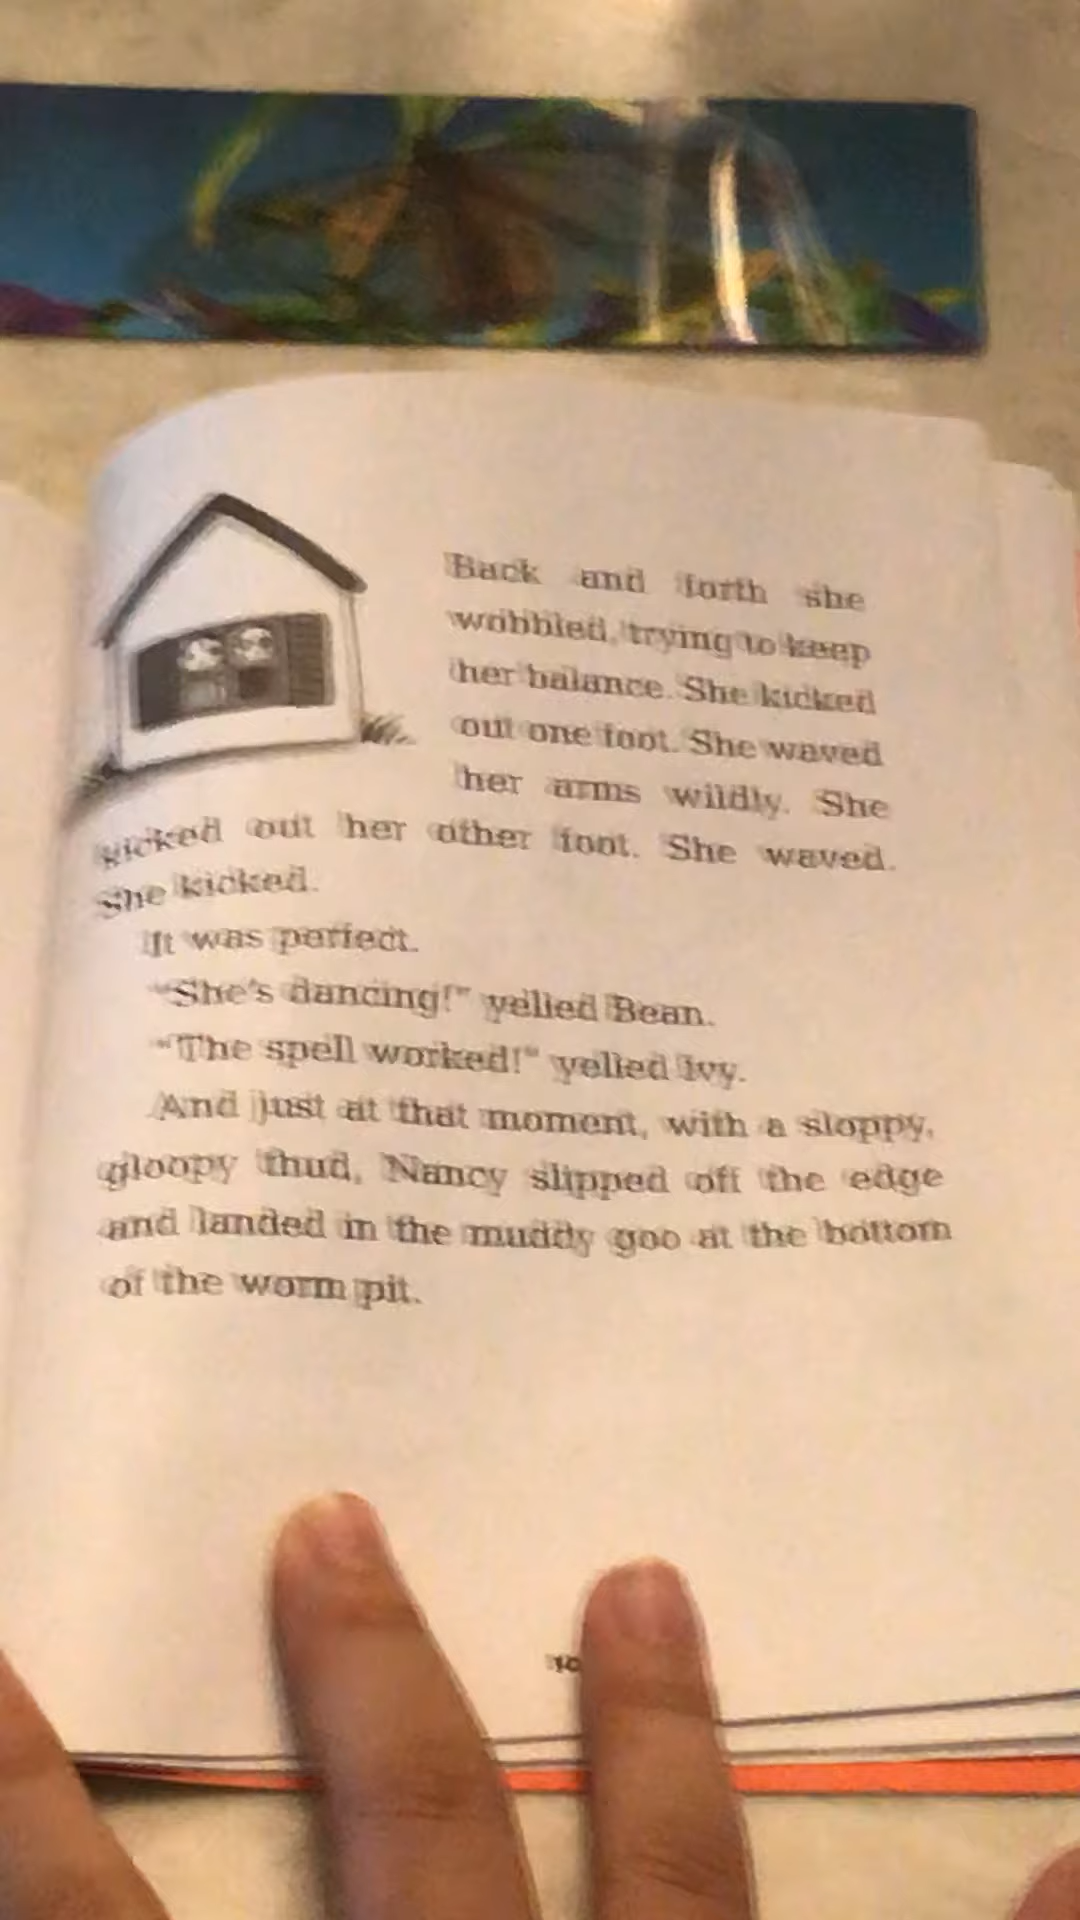 Back and forth she
wobbled, trying to keep
her balance. She kicked
out one foot. She waved
her arms wildly. She
kicked out her other foot. She waved.
She kicked.
It was perfect.
“She’s dancing!” yelled Bean.
“The spell worked!” yelled Ivy.
And just at that moment, with a sloppy,
gloopy thud, Nancy slipped off the edge
and landed in the muddy goo at the bottom
of the worm pit.